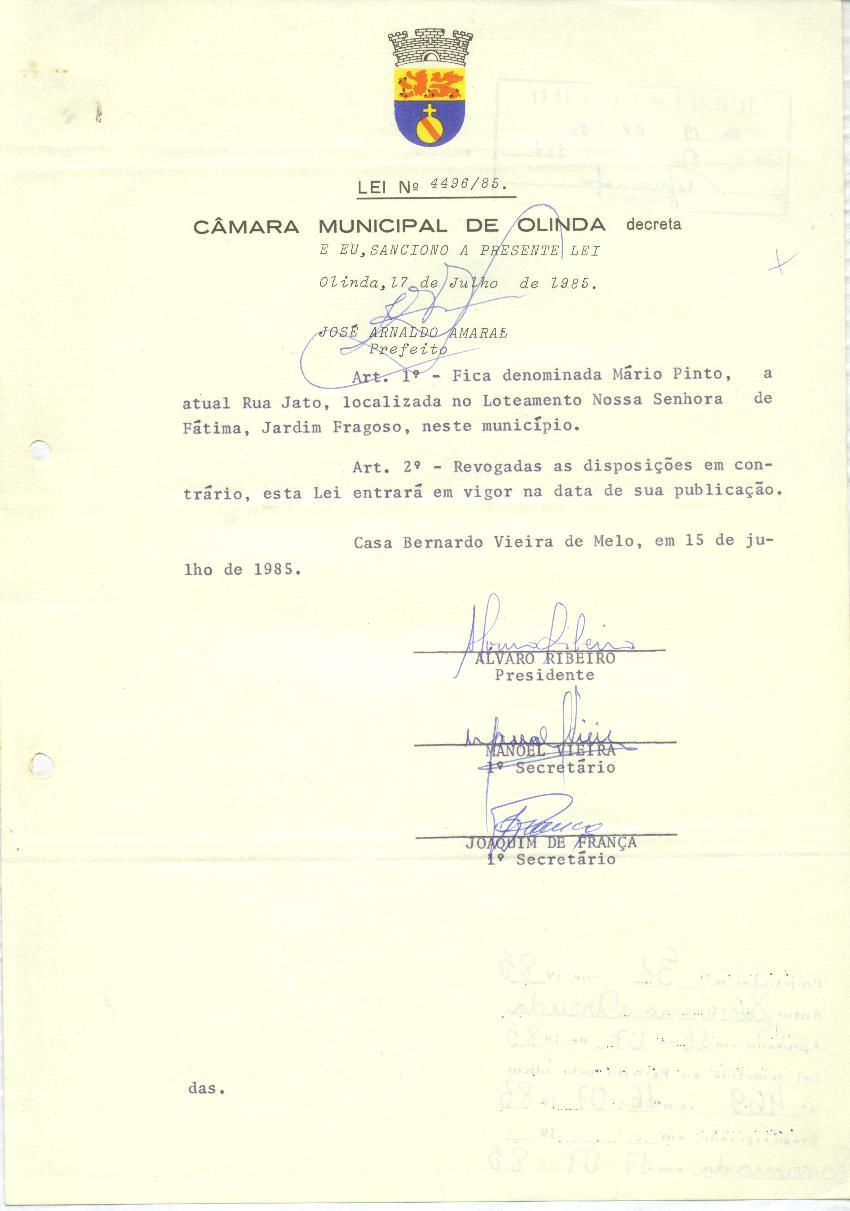 LEI Nº 4496/85.
CÂMARA MUNICIPAL DE OLINDA decreta
E EU, SANCIONO A PRESENTE LEI
Olinda, 17 de Julho de 1985.
JOSÉ ARNALDO AMARAL
Prefeito
Art. 1º - Fica denominada Mário Pinto, a
atual Rua Jato, localizada no Loteamento Nossa Senhora de
Fátima, Jardim Fragoso, neste município.
Art. 2º - Revogadas as disposições em con-
trário, esta Lei entrará em vigor na data de sua publicação.
Casa Bernardo Vieira de Melo, em 15 de ju-
lho de 1985.
ALVARO RIBEIRO
Presidente
MANOEL VIEIRA
1º Secretário
JOAQUIM DE FRANÇA
1º Secretário
das.